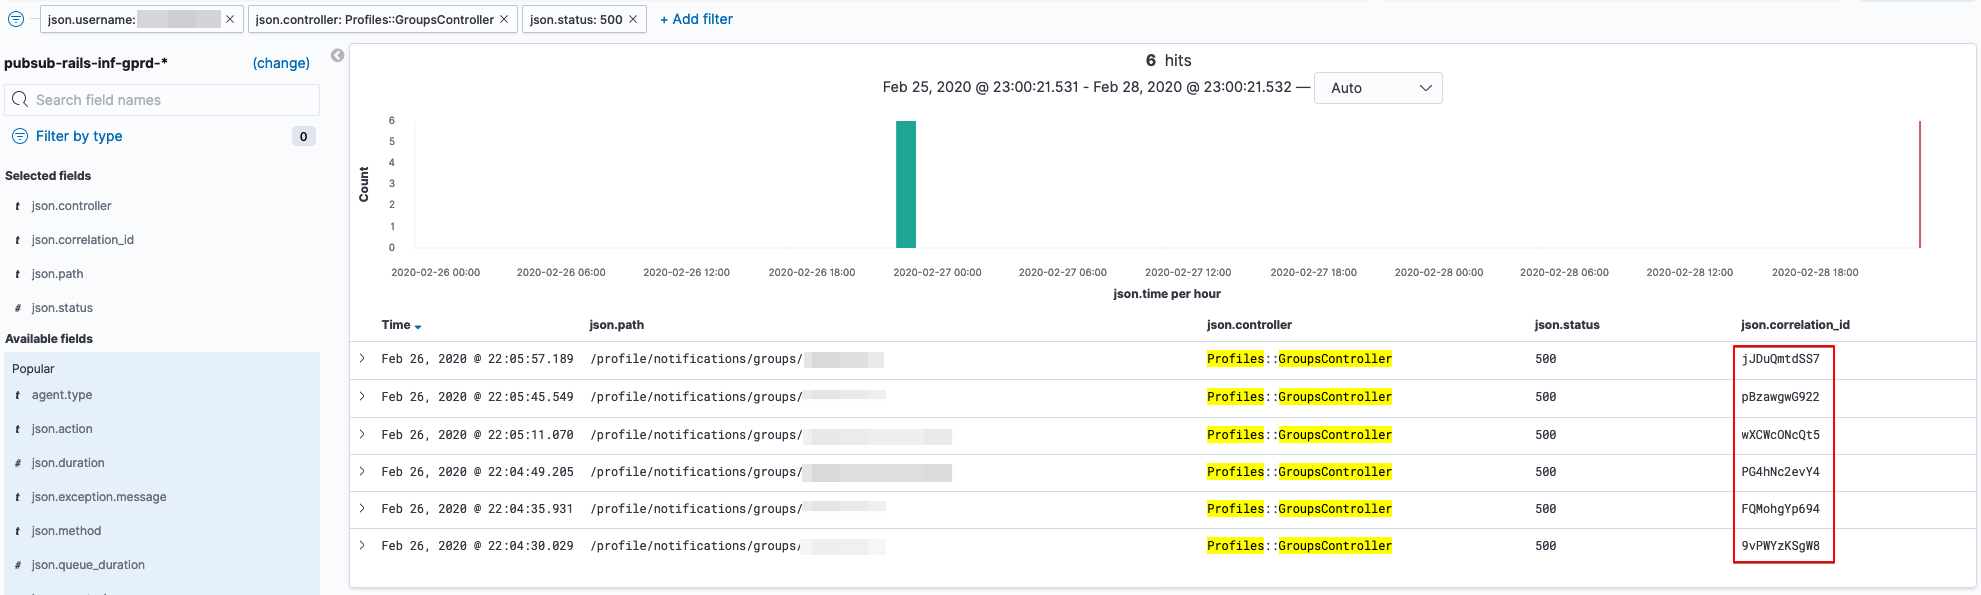 json.username: ✕ json.controller: Profiles::GroupsController ✕ json.status: 500 ✕ + Add filter
pubsub-rails-inf-gprd-* (change)
Search field names
Filter by type 0
Selected fields
t json.controller
t json.correlation_id
t json.path
# json.status
Available fields
Popular
t agent.type
t json.action
# json.duration
t json.exception.message
t json.method
# json.queue_duration
6 hits
Feb 25, 2020 @ 23:00:21.531 - Feb 28, 2020 @ 23:00:21.532 — Auto
Count
6
5
4
3
2
1
0
2020-02-26 00:00 2020-02-26 06:00 2020-02-26 12:00 2020-02-26 18:00 2020-02-27 00:00 2020-02-27 06:00 2020-02-27 12:00 2020-02-27 18:00 2020-02-28 00:00 2020-02-28 06:00 2020-02-28 12:00 2020-02-28 18:00
json.time per hour
Time json.path json.controller json.status json.correlation_id
Feb 26, 2020 @ 22:05:57.189 /profile/notifications/groups/ Profiles::GroupsController 500 jJDuQmtdSS7
Feb 26, 2020 @ 22:05:45.549 /profile/notifications/groups/ Profiles::GroupsController 500 pBzawgwG922
Feb 26, 2020 @ 22:05:11.070 /profile/notifications/groups/ Profiles::GroupsController 500 wXCWcONcQt5
Feb 26, 2020 @ 22:04:49.205 /profile/notifications/groups/ Profiles::GroupsController 500 PG4hNc2evY4
Feb 26, 2020 @ 22:04:35.931 /profile/notifications/groups/ Profiles::GroupsController 500 FQMohgYp694
Feb 26, 2020 @ 22:04:30.029 /profile/notifications/groups/ Profiles::GroupsController 500 9vPWYzKSgW8